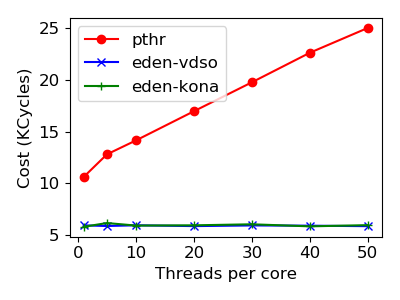 pthr
eden-vdso
eden-kona
Cost (KCycles)
25
20
15
10
5
0 10 20 30 40 50
Threads per core